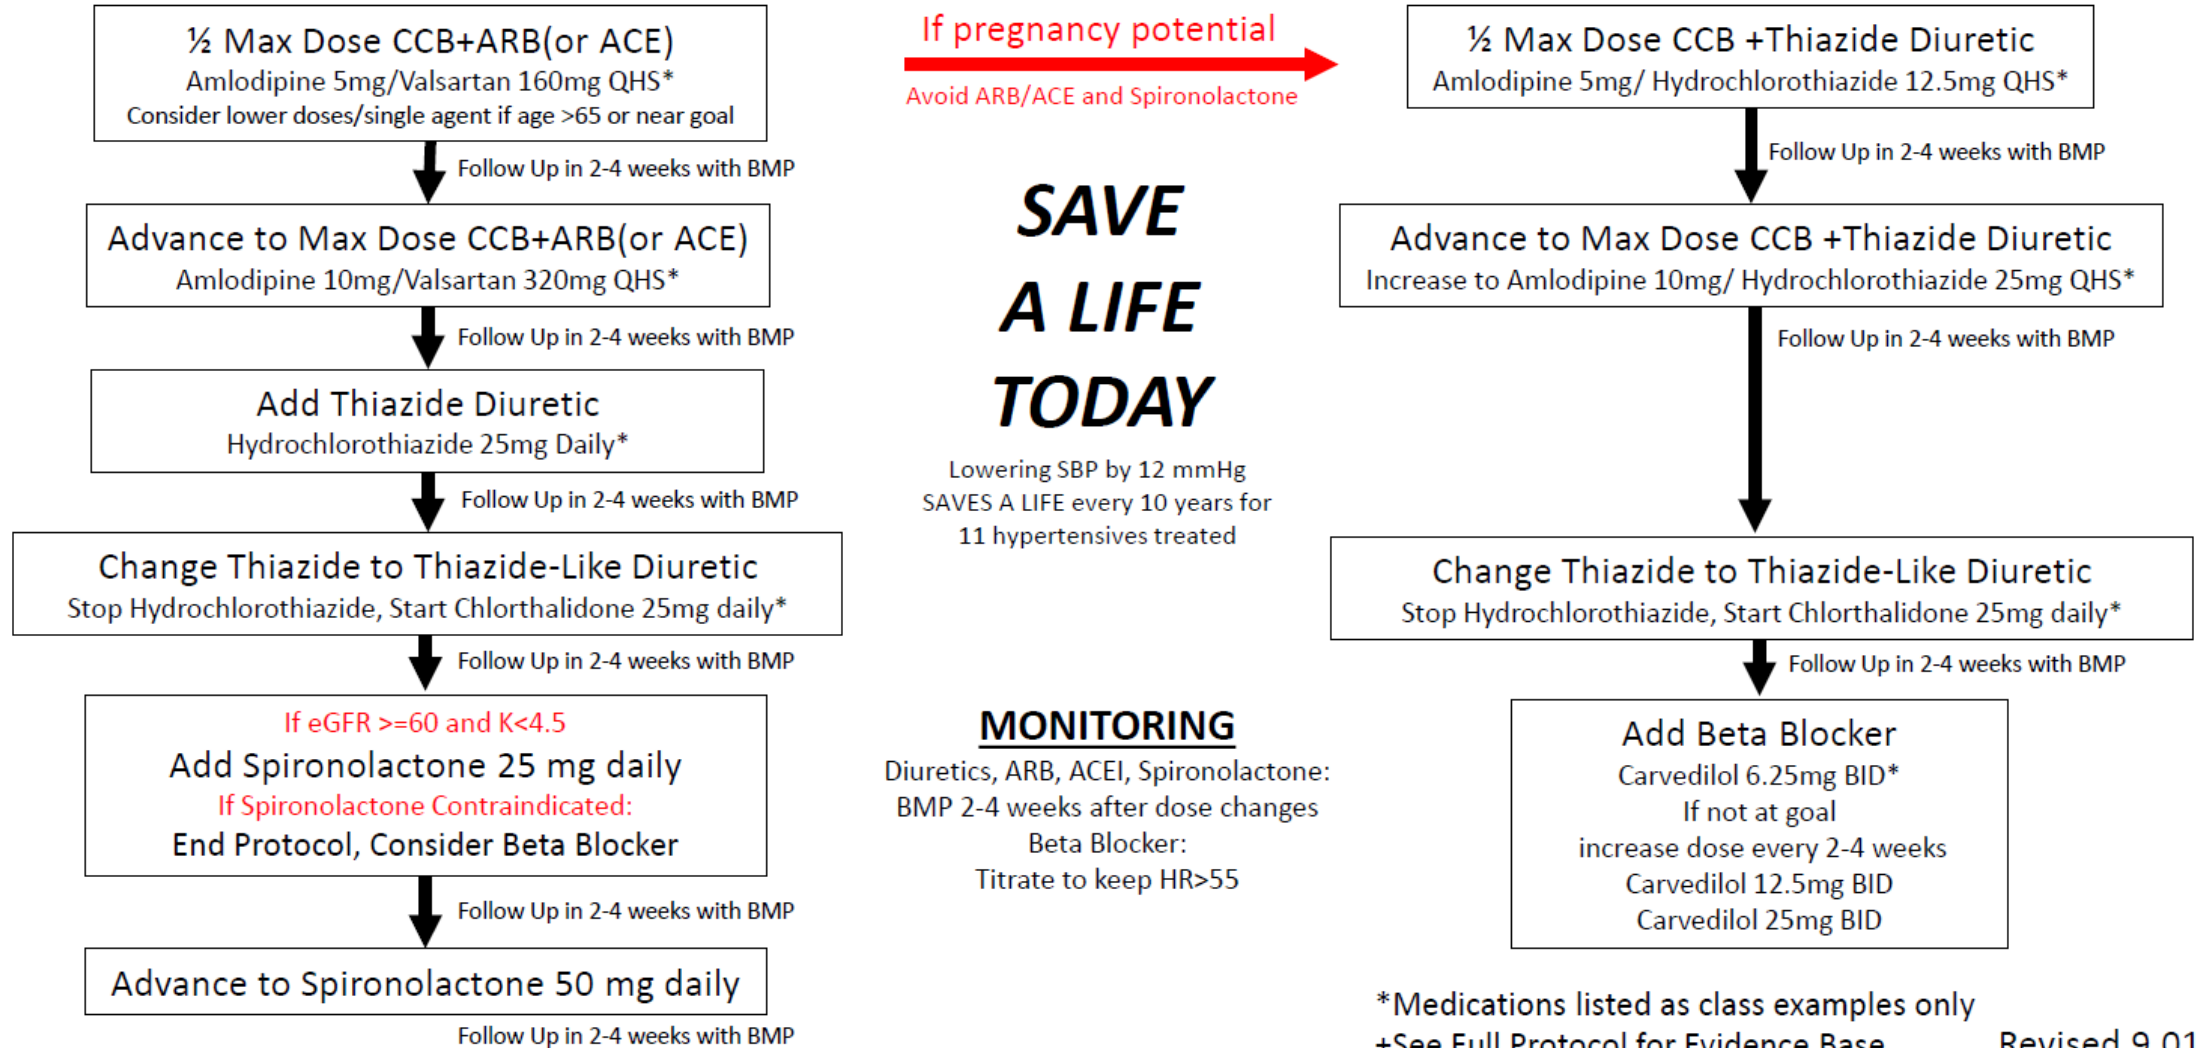 ½ Max Dose CCB+ARB(or ACE)
Amlodipine 5mg/Valsartan 160mg QHS*
Consider lower doses/single agent if age >65 or near goal
Follow Up in 2-4 weeks with BMP
Advance to Max Dose CCB+ARB(or ACE)
Amlodipine 10mg/Valsartan 320mg QHS*
Follow Up in 2-4 weeks with BMP
Add Thiazide Diuretic
Hydrochlorothiazide 25mg Daily*
Follow Up in 2-4 weeks with BMP
Change Thiazide to Thiazide-Like Diuretic
Stop Hydrochlorothiazide, Start Chlorthalidone 25mg daily*
Follow Up in 2-4 weeks with BMP
If eGFR >=60 and K<4.5
Add Spironolactone 25 mg daily
If Spironolactone Contraindicated:
End Protocol, Consider Beta Blocker
Follow Up in 2-4 weeks with BMP
Advance to Spironolactone 50 mg daily
Follow Up in 2-4 weeks with BMP
If pregnancy potential
Avoid ARB/ACE and Spironolactone
SAVE
A LIFE
TODAY
Lowering SBP by 12 mmHg
SAVES A LIFE every 10 years for
11 hypertensives treated
MONITORING
Diuretics, ARB, ACEI, Spironolactone:
BMP 2-4 weeks after dose changes
Beta Blocker:
Titrate to keep HR>55
½ Max Dose CCB +Thiazide Diuretic
Amlodipine 5mg/ Hydrochlorothiazide 12.5mg QHS*
Follow Up in 2-4 weeks with BMP
Advance to Max Dose CCB +Thiazide Diuretic
Increase to Amlodipine 10mg/ Hydrochlorothiazide 25mg QHS*
Follow Up in 2-4 weeks with BMP
Change Thiazide to Thiazide-Like Diuretic
Stop Hydrochlorothiazide, Start Chlorthalidone 25mg daily*
Follow Up in 2-4 weeks with BMP
Add Beta Blocker
Carvedilol 6.25mg BID*
If not at goal
increase dose every 2-4 weeks
Carvedilol 12.5mg BID
Carvedilol 25mg BID
*Medications listed as class examples only
+See Full Protocol for Evidence Base
Revised 9.01